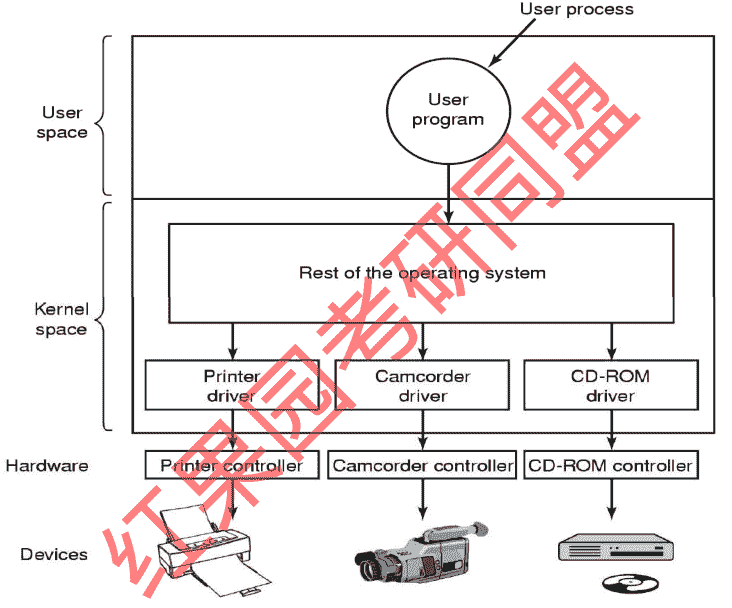 User process
User
space
User
program
Rest of the operating system
Kernel
space
Printer
driver
Camcorder
driver
CD-ROM
driver
Hardware
Printer controller
Camcorder controller
CD-ROM controller
Devices
红果园考研同盟